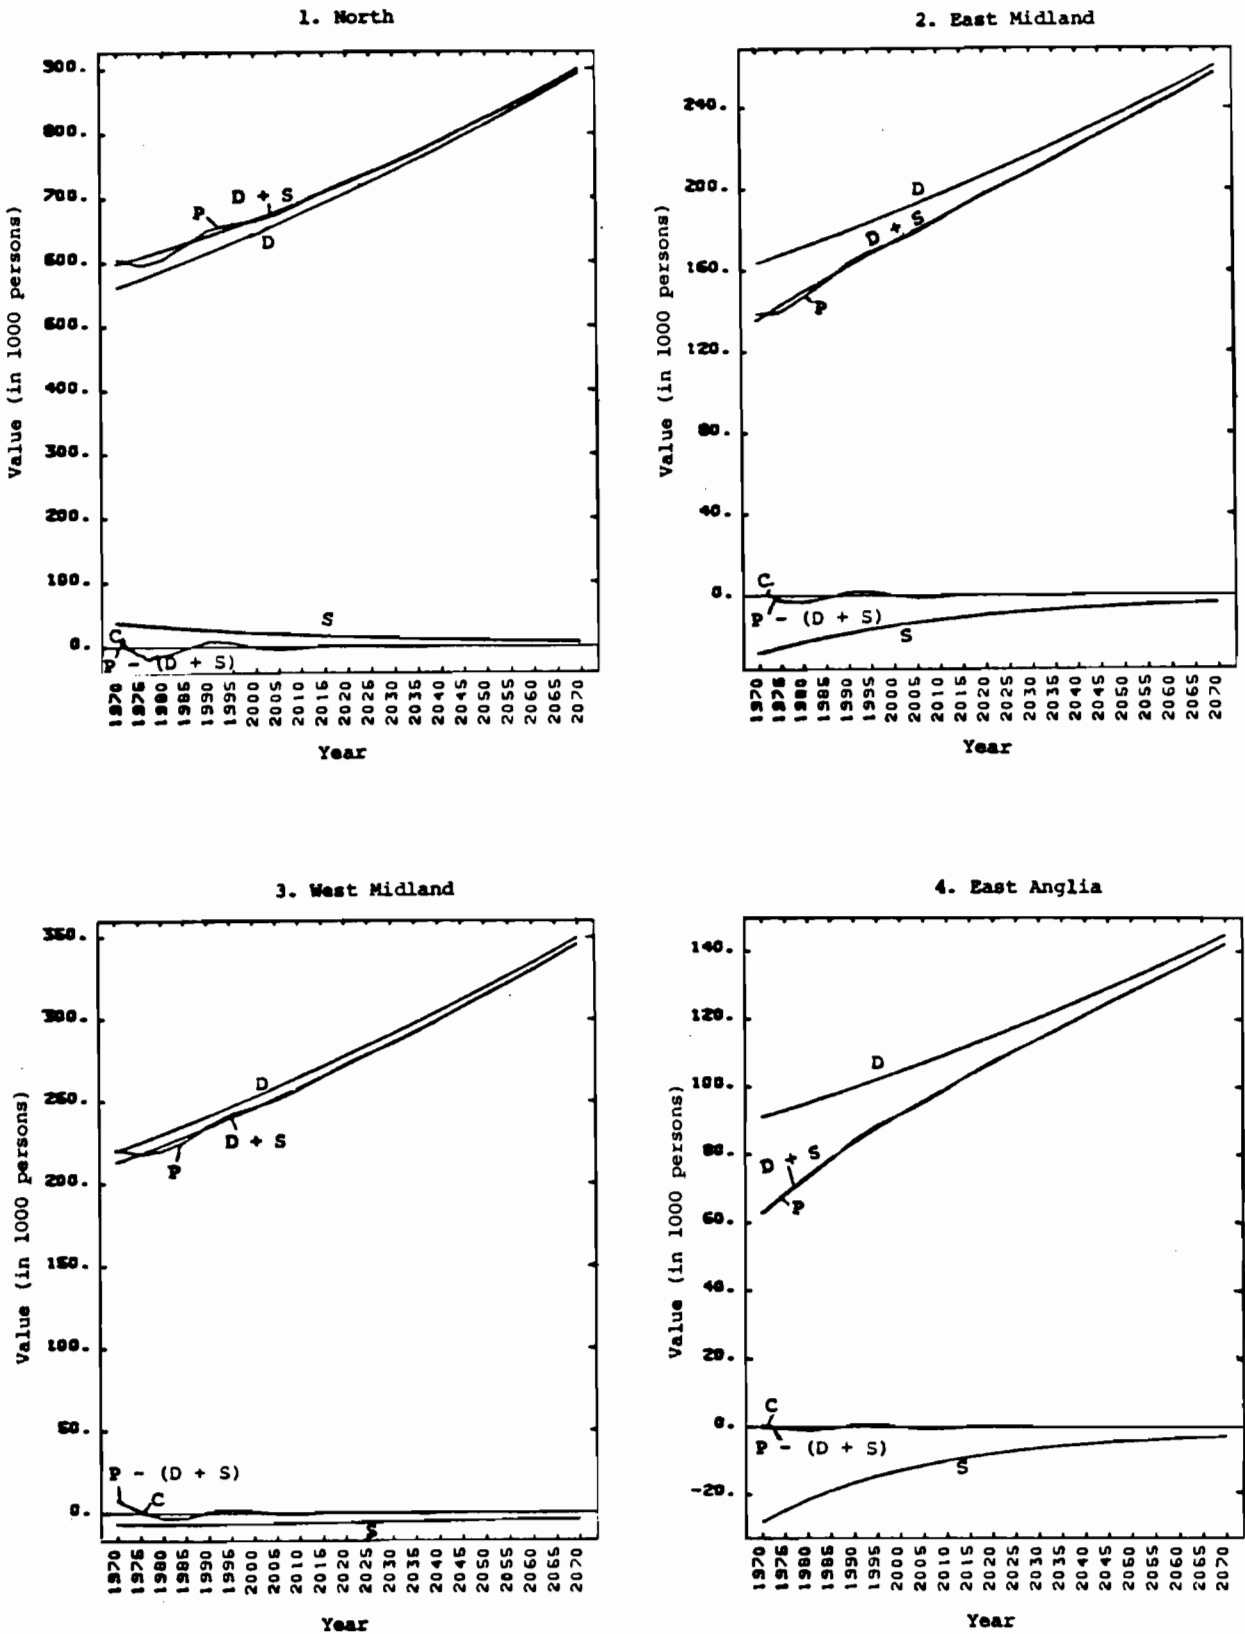 1. North
Value (in 1000 persons)
900.
800.
700.
600.
500.
400.
300.
200.
100.
0.
P
D + S
D
S
C
P - (D + S)
1970 1975 1980 1985 1990 1995 2000 2005 2010 2015 2020 2025 2030 2035 2040 2045 2050 2055 2060 2065 2070
Year
2. East Midland
Value (in 1000 persons)
240.
200.
160.
120.
80.
40.
0.
D
D + S
P
C
P - (D + S)
S
1970 1975 1980 1985 1990 1995 2000 2005 2010 2015 2020 2025 2030 2035 2040 2045 2050 2055 2060 2065 2070
Year
3. West Midland
Value (in 1000 persons)
350.
300.
250.
200.
150.
100.
50.
0.
D
D + S
P
P - (D + S)
C
S
1970 1975 1980 1985 1990 1995 2000 2005 2010 2015 2020 2025 2030 2035 2040 2045 2050 2055 2060 2065 2070
Year
4. East Anglia
Value (in 1000 persons)
140.
120.
100.
80.
60.
40.
20.
0.
-20.
D
D + S
P
C
P - (D + S)
S
1970 1975 1980 1985 1990 1995 2000 2005 2010 2015 2020 2025 2030 2035 2040 2045 2050 2055 2060 2065 2070
Year